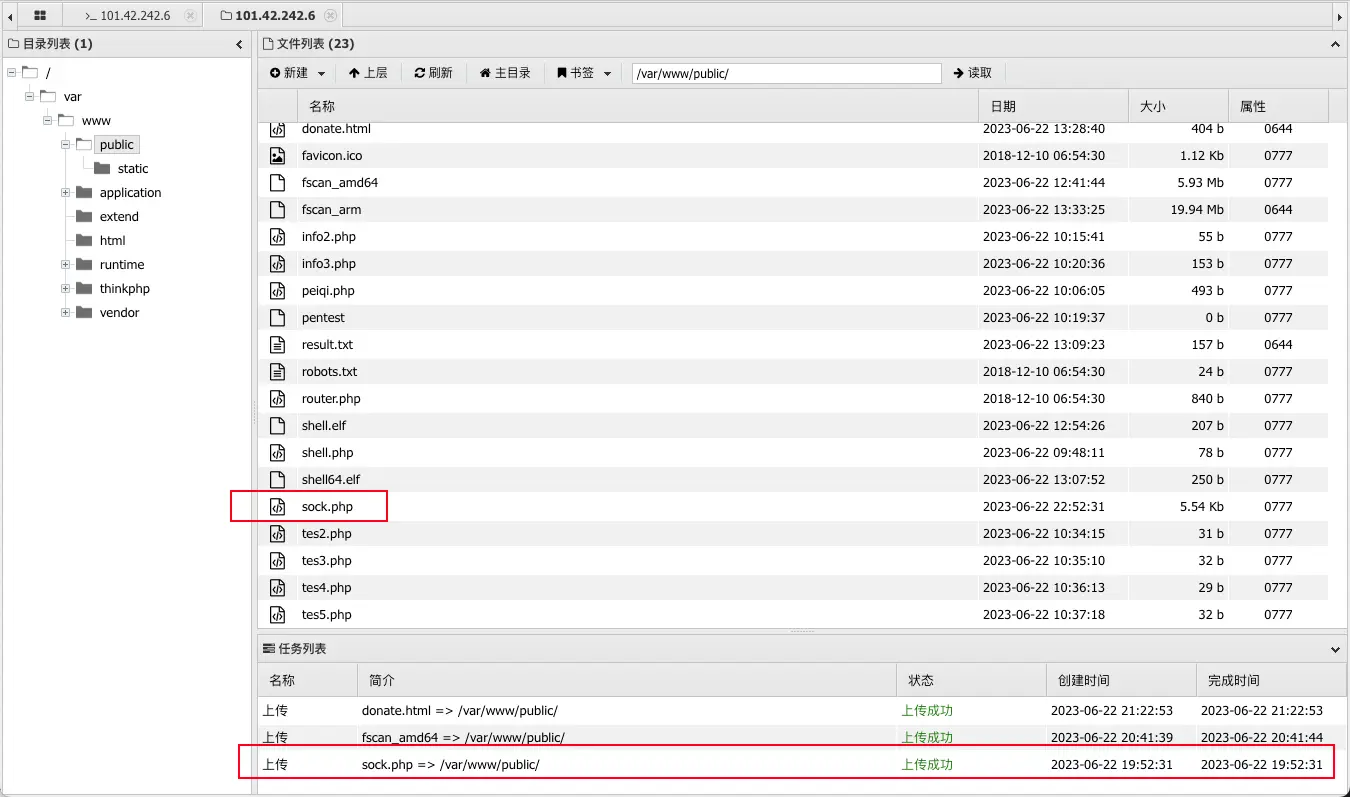 >_ 101.42.242.6
101.42.242.6
目录列表 (1)
/
var
www
public
static
application
extend
html
runtime
thinkphp
vendor
文件列表 (23)
新建 上层 刷新 主目录 书签 /var/www/public/ 读取
名称 日期 大小 属性
donate.html 2023-06-22 13:28:40 404 b 0644
favicon.ico 2018-12-10 06:54:30 1.12 Kb 0777
fscan_amd64 2023-06-22 12:41:44 5.93 Mb 0777
fscan_arm 2023-06-22 13:33:25 19.94 Mb 0644
info2.php 2023-06-22 10:15:41 55 b 0777
info3.php 2023-06-22 10:20:36 153 b 0777
peiqi.php 2023-06-22 10:06:05 493 b 0777
pentest 2023-06-22 10:19:37 0 b 0777
result.txt 2023-06-22 13:09:23 157 b 0644
robots.txt 2018-12-10 06:54:30 24 b 0777
router.php 2018-12-10 06:54:30 840 b 0777
shell.elf 2023-06-22 12:54:26 207 b 0777
shell.php 2023-06-22 09:48:11 78 b 0777
shell64.elf 2023-06-22 13:07:52 250 b 0777
sock.php 2023-06-22 22:52:31 5.54 Kb 0777
tes2.php 2023-06-22 10:34:15 31 b 0777
tes3.php 2023-06-22 10:35:10 32 b 0777
tes4.php 2023-06-22 10:36:13 29 b 0777
tes5.php 2023-06-22 10:37:18 32 b 0777
任务列表
名称 简介 状态 创建时间 完成时间
上传 donate.html => /var/www/public/ 上传成功 2023-06-22 21:22:53 2023-06-22 21:22:53
上传 fscan_amd64 => /var/www/public/ 上传成功 2023-06-22 20:41:39 2023-06-22 20:41:44
上传 sock.php => /var/www/public/ 上传成功 2023-06-22 19:52:31 2023-06-22 19:52:31